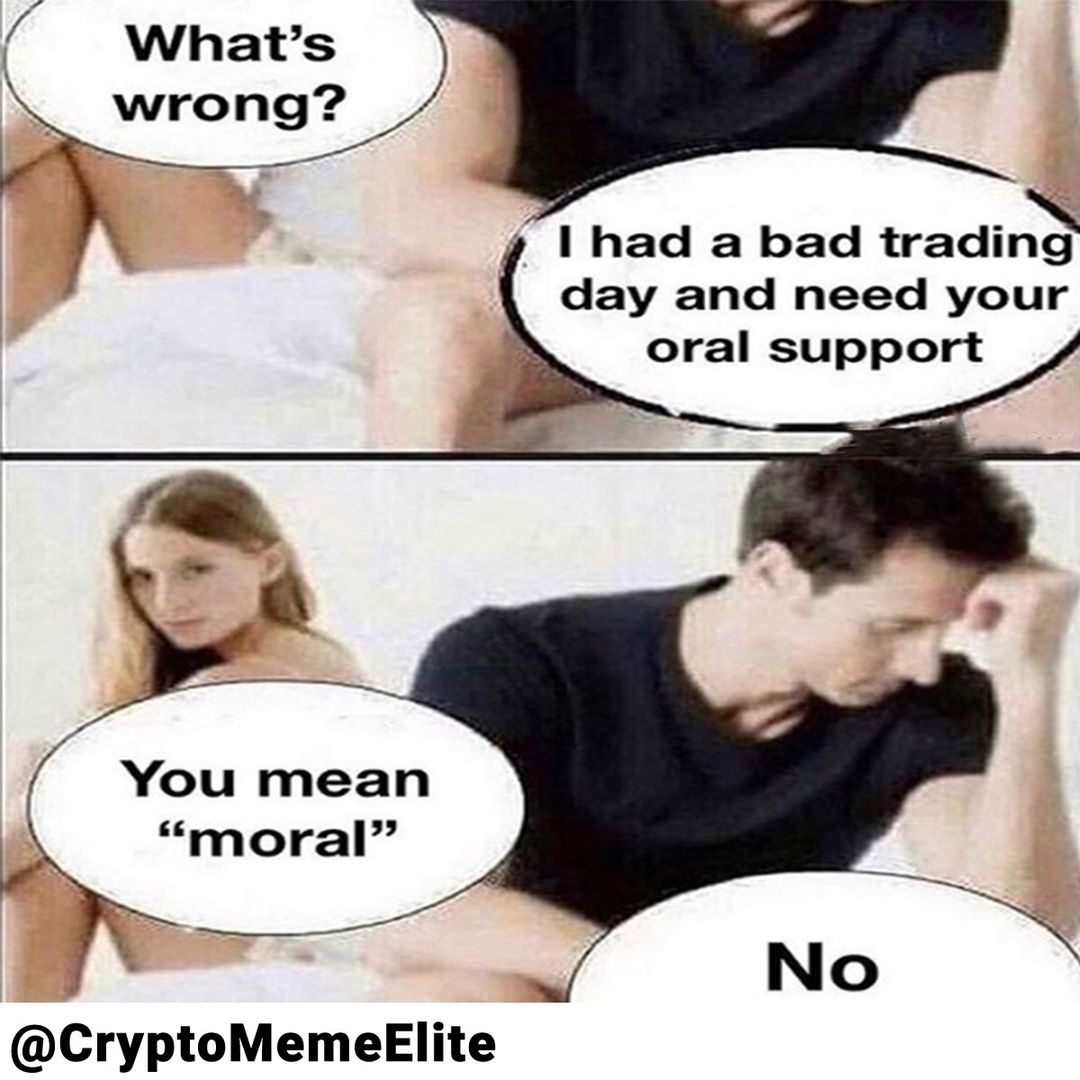 What's
wrong?
I had a bad trading
day and need your
oral support
You mean
“moral”
No
@CryptoMemeElite